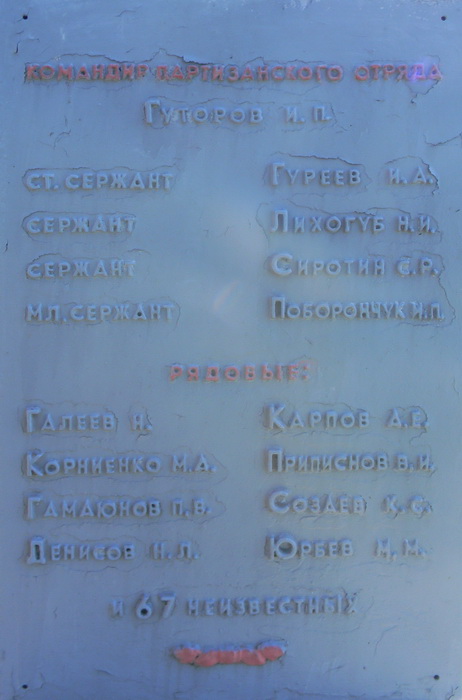 КОМАНДИР ПАРТИЗАНСКОГО ОТРЯДА
ГУТОРОВ И.П.
СТ. СЕРЖАНТ ГУРЕЕВ И.А.
СЕРЖАНТ ЛИХОГУБ Н.И.
СЕРЖАНТ СИРОТИН С.Р.
МЛ. СЕРЖАНТ ПОБОРОНЧУК И.П.
РЯДОВЫЕ:
ГАЛЕЕВ Н. КАРПОВ А.Е.
КОРНИЕНКО М.А. ПРИПИСНОВ В.И.
ГАМАЮНОВ П.В. СОЗАЕВ К.С.
ДЕНИСОВ Н.Л. ЮРБЕВ М.М.
И 67 НЕИЗВЕСТНЫХ